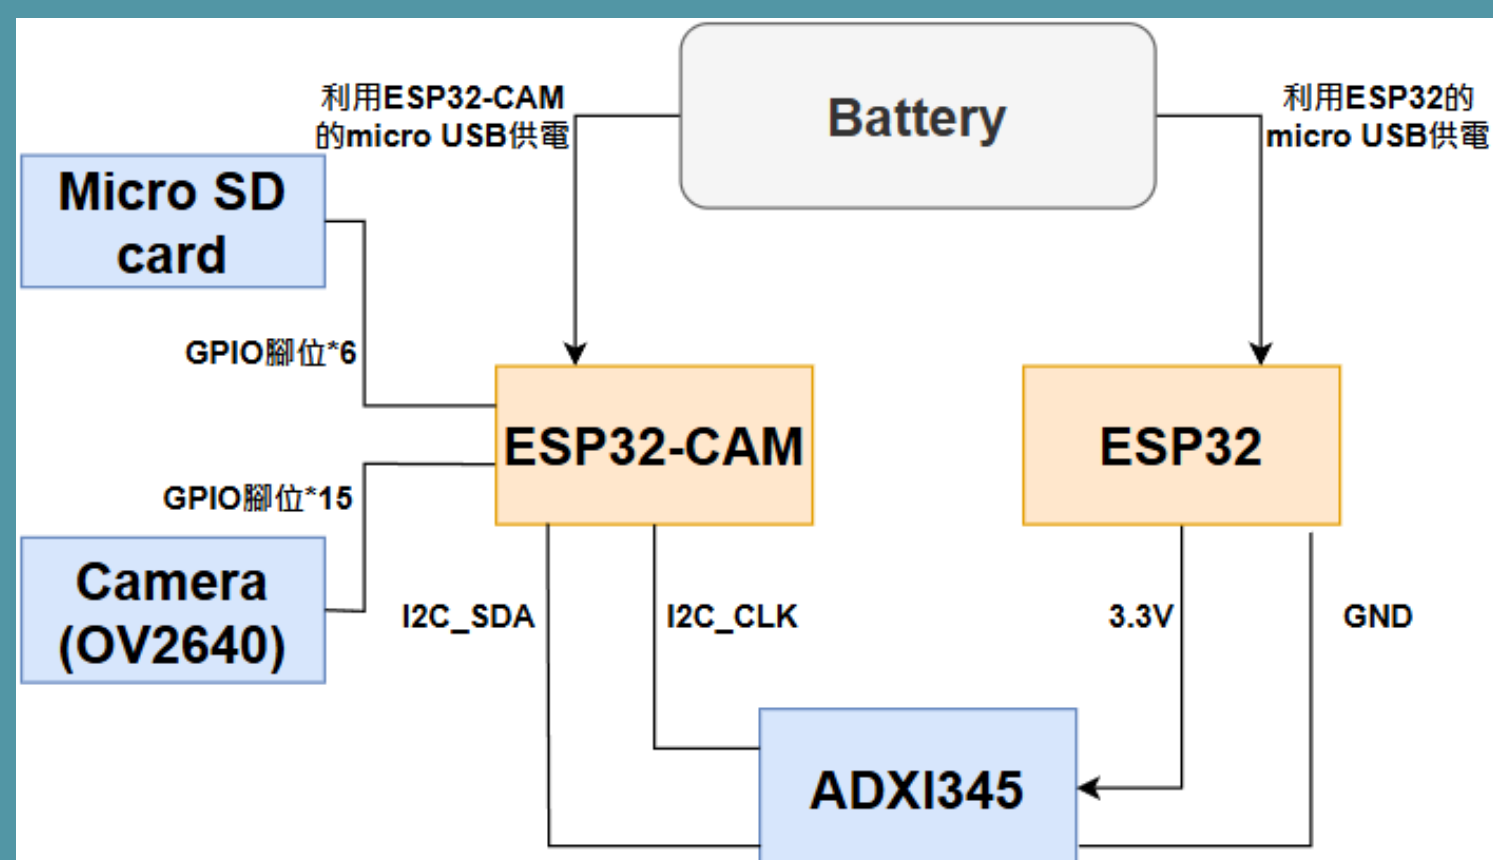 利用ESP32-CAM
的micro USB供電
Battery
利用ESP32的
micro USB供電
Micro SD
card
GPIO腳位*6
ESP32-CAM
ESP32
GPIO腳位*15
Camera
(OV2640)
I2C_SDA
I2C_CLK
3.3V
GND
ADXl345